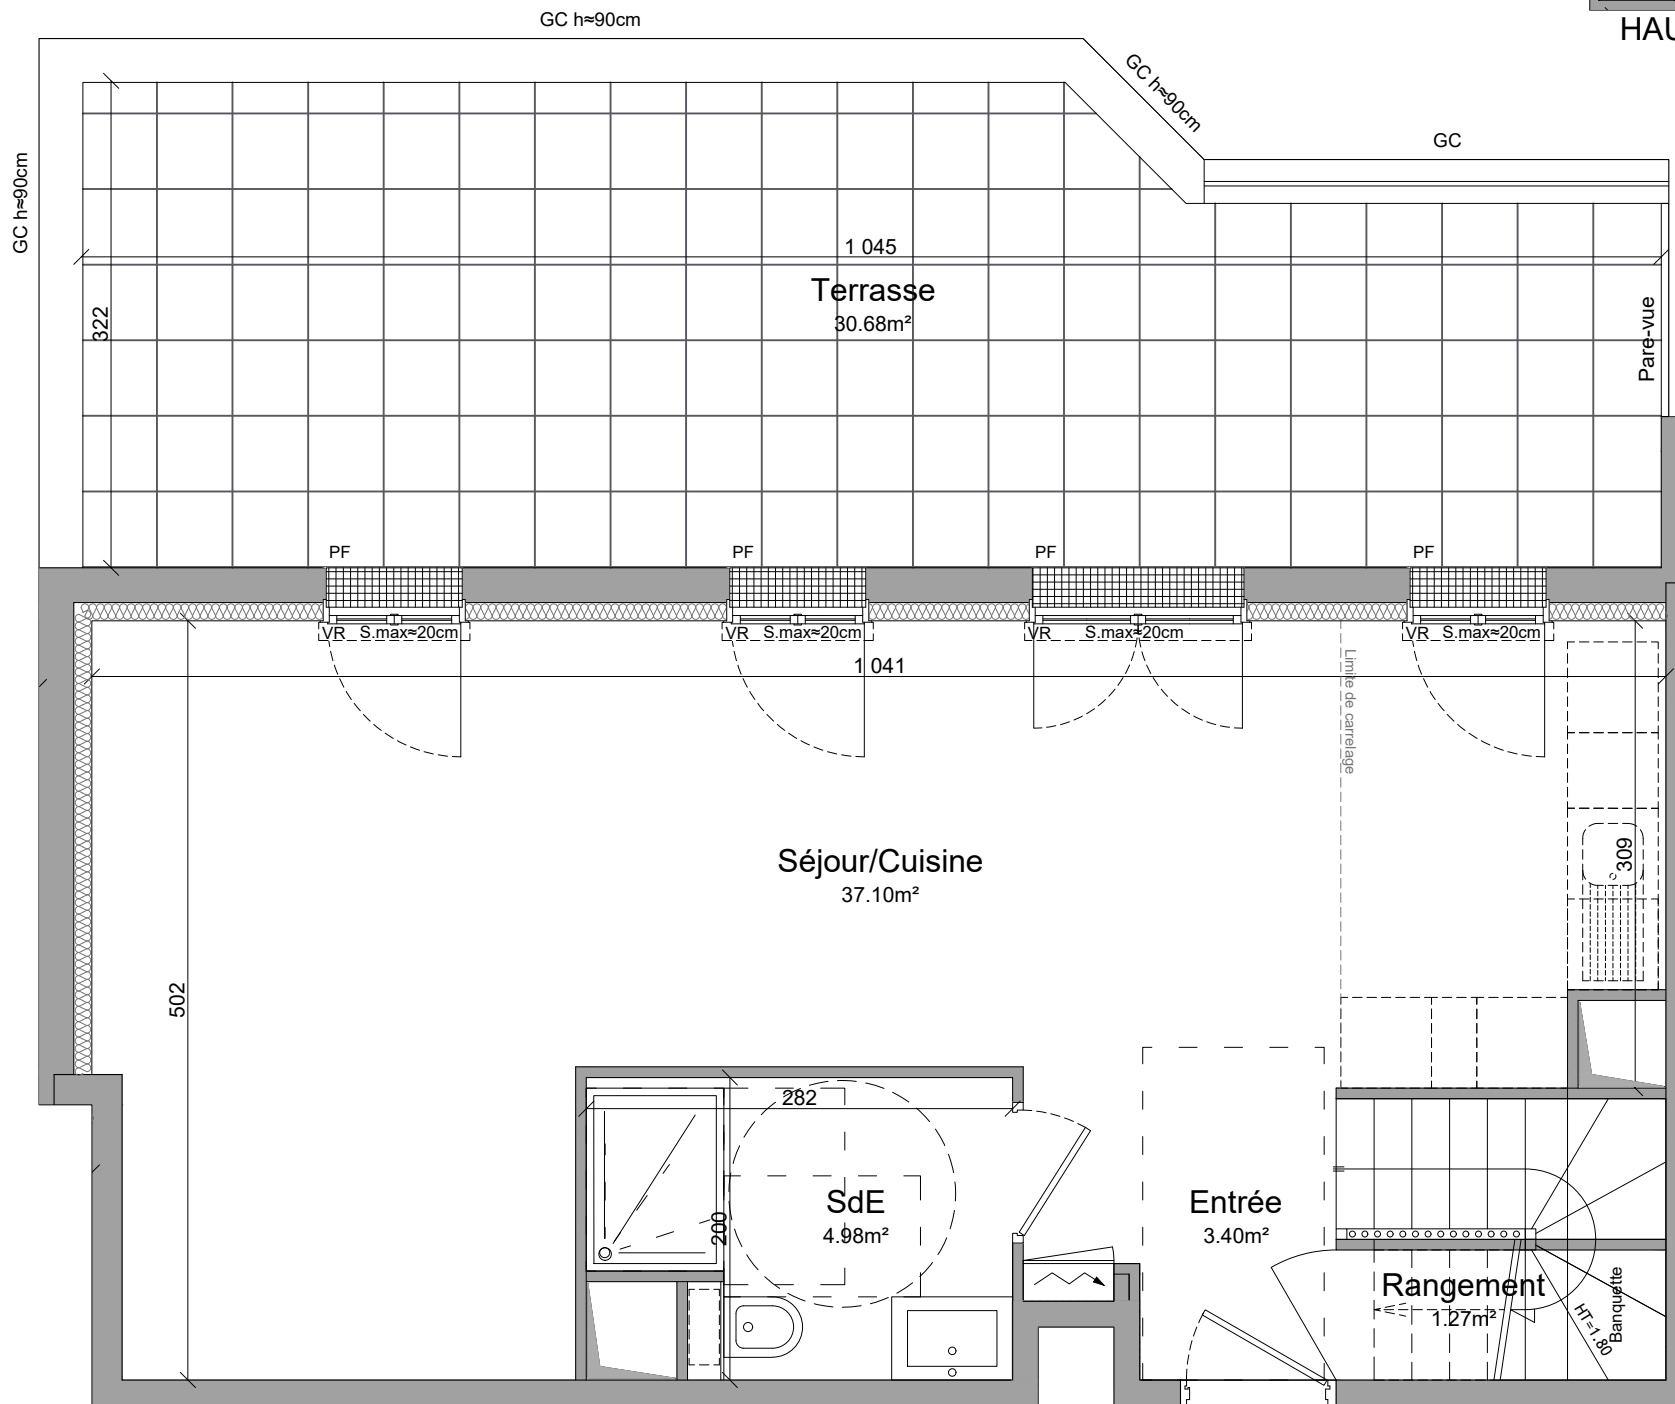 GC h≈90cm
HAU
GC h≈90cm
GC
GC h≈90cm
1 045
Terrasse
30.68m²
322
Pare-vue
PF
PF
PF
PF
VR S.max≈20cm
VR S.max≈20cm
VR S.max≈20cm
VR S.max≈20cm
1 041
Limite de carrelage
Séjour/Cuisine
37.10m²
309
502
282
SdE
4.98m²
200
Entrée
3.40m²
Rangement
1.27m²
HT=1.80
Banquette